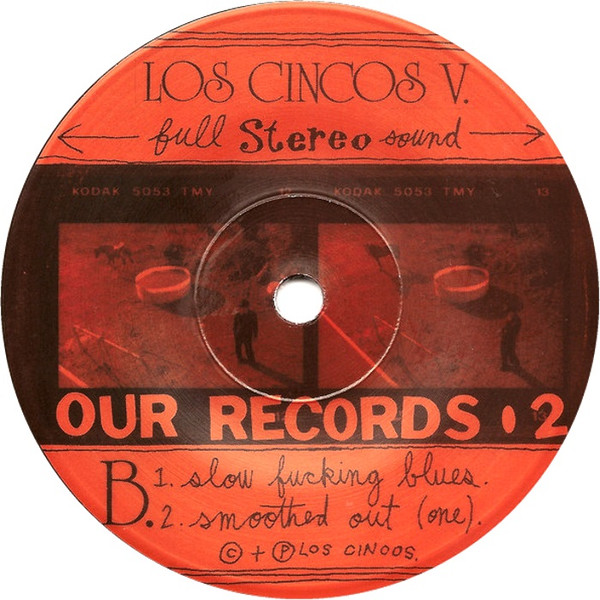 LOS CINCOS V.
← full Stereo sound →
KODAK 5053 TMY 12 KODAK 5053 TMY 13
OUR RECORDS • 2
B. 1. slow fucking blues.
2. smoothed out (one).
© + ℗ LOS CINCOS.